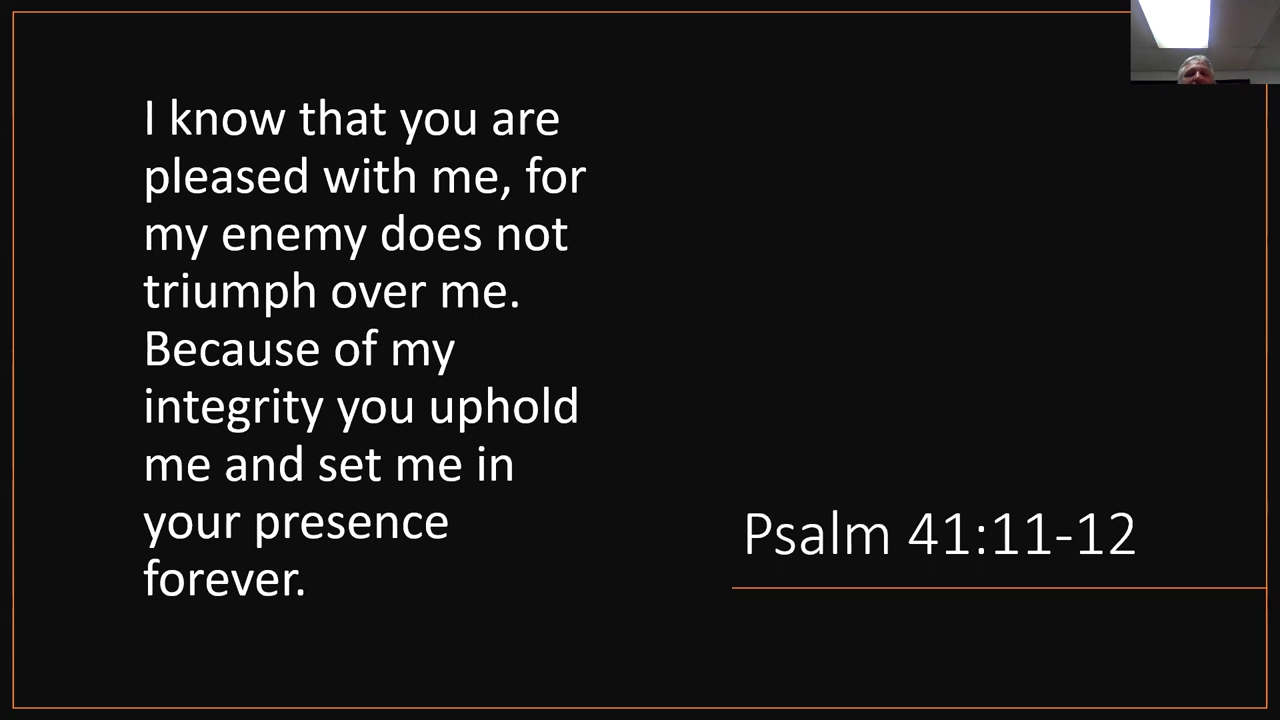 I know that you are
pleased with me, for
my enemy does not
triumph over me.
Because of my
integrity you uphold
me and set me in
your presence
forever.
Psalm 41:11-12